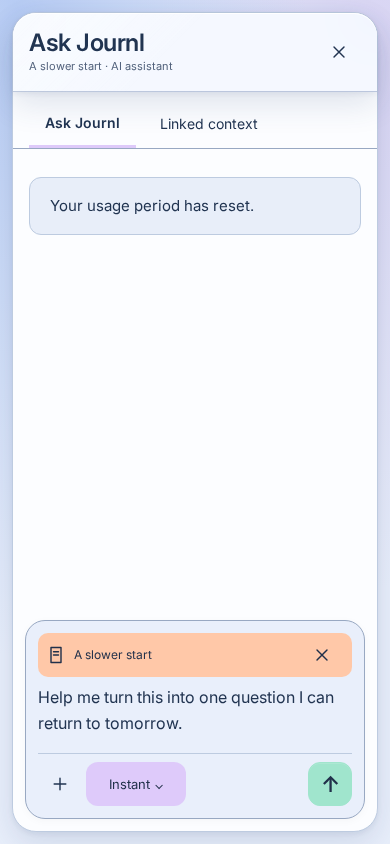 Ask Journl
A slower start · AI assistant
Ask Journl
Linked context
Your usage period has reset.
A slower start
Help me turn this into one question I can
return to tomorrow.
Instant